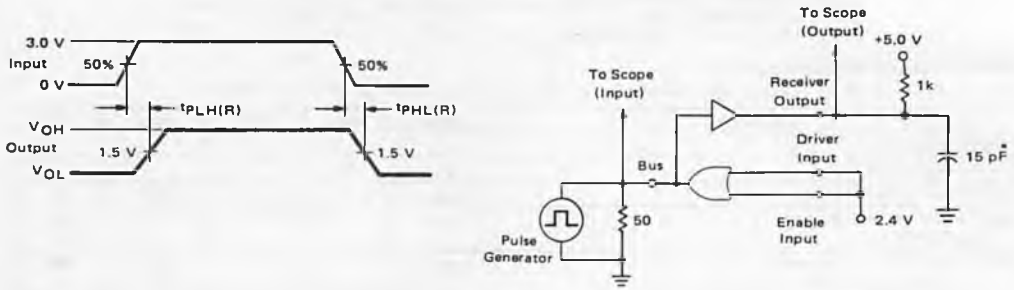 3.0 V
Input
50%
50%
0 V
tPLH(R)
tPHL(R)
VOH
Output
1.5 V
1.5 V
VOL
To Scope
(Output)
+5.0 V
To Scope
(Input)
Receiver
Output
1k
Driver
Input
15 pF*
Bus
50
Enable
Input
2.4 V
Pulse
Generator